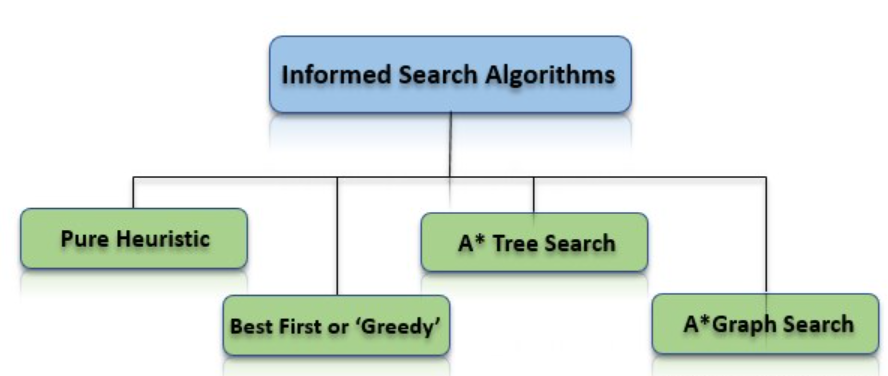 Informed Search Algorithms
Pure Heuristic
A* Tree Search
Best First or ‘Greedy’
A*Graph Search